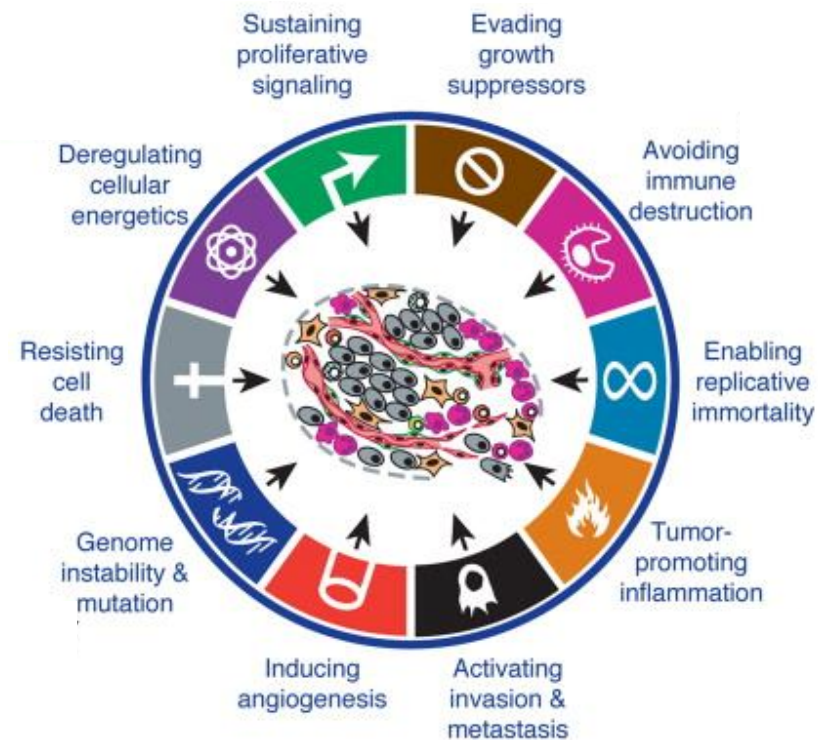 Sustaining
proliferative
signaling
Evading
growth
suppressors
Avoiding
immune
destruction
Enabling
replicative
immortality
Tumor-
promoting
inflammation
Activating
invasion &
metastasis
Inducing
angiogenesis
Genome
instability &
mutation
Resisting
cell
death
Deregulating
cellular
energetics